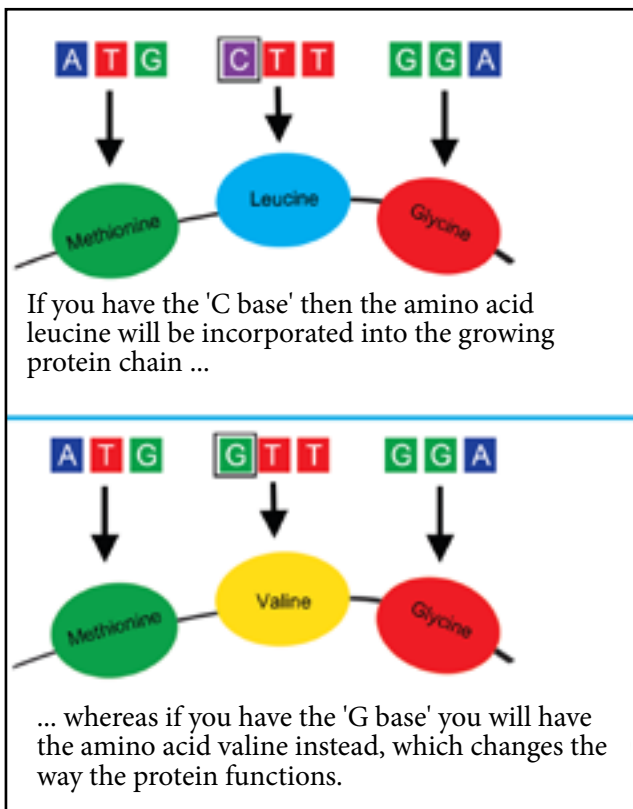 A T G C T T G G A
Methionine Leucine Glycine
If you have the 'C base' then the amino acid
leucine will be incorporated into the growing
protein chain ...
A T G G T T G G A
Methionine Valine Glycine
... whereas if you have the 'G base' you will have
the amino acid valine instead, which changes the
way the protein functions.